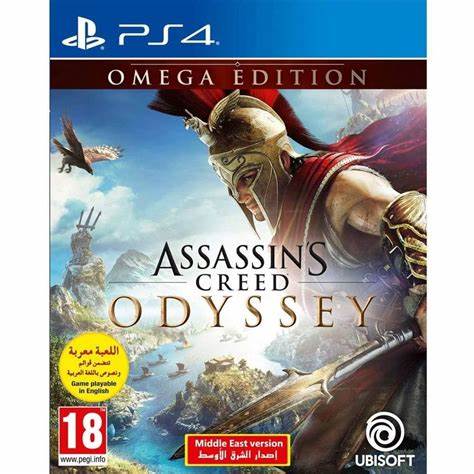 PS4
OMEGA EDITION
ASSASSIN'S
CREED
ODYSSEY
اللعبة معربة
تتضمن قوائم
ونصوص باللغة العربية
Game playable
in English
18
www.pegi.info
Middle East version
إصدار الشرق الأوسط
UBISOFT